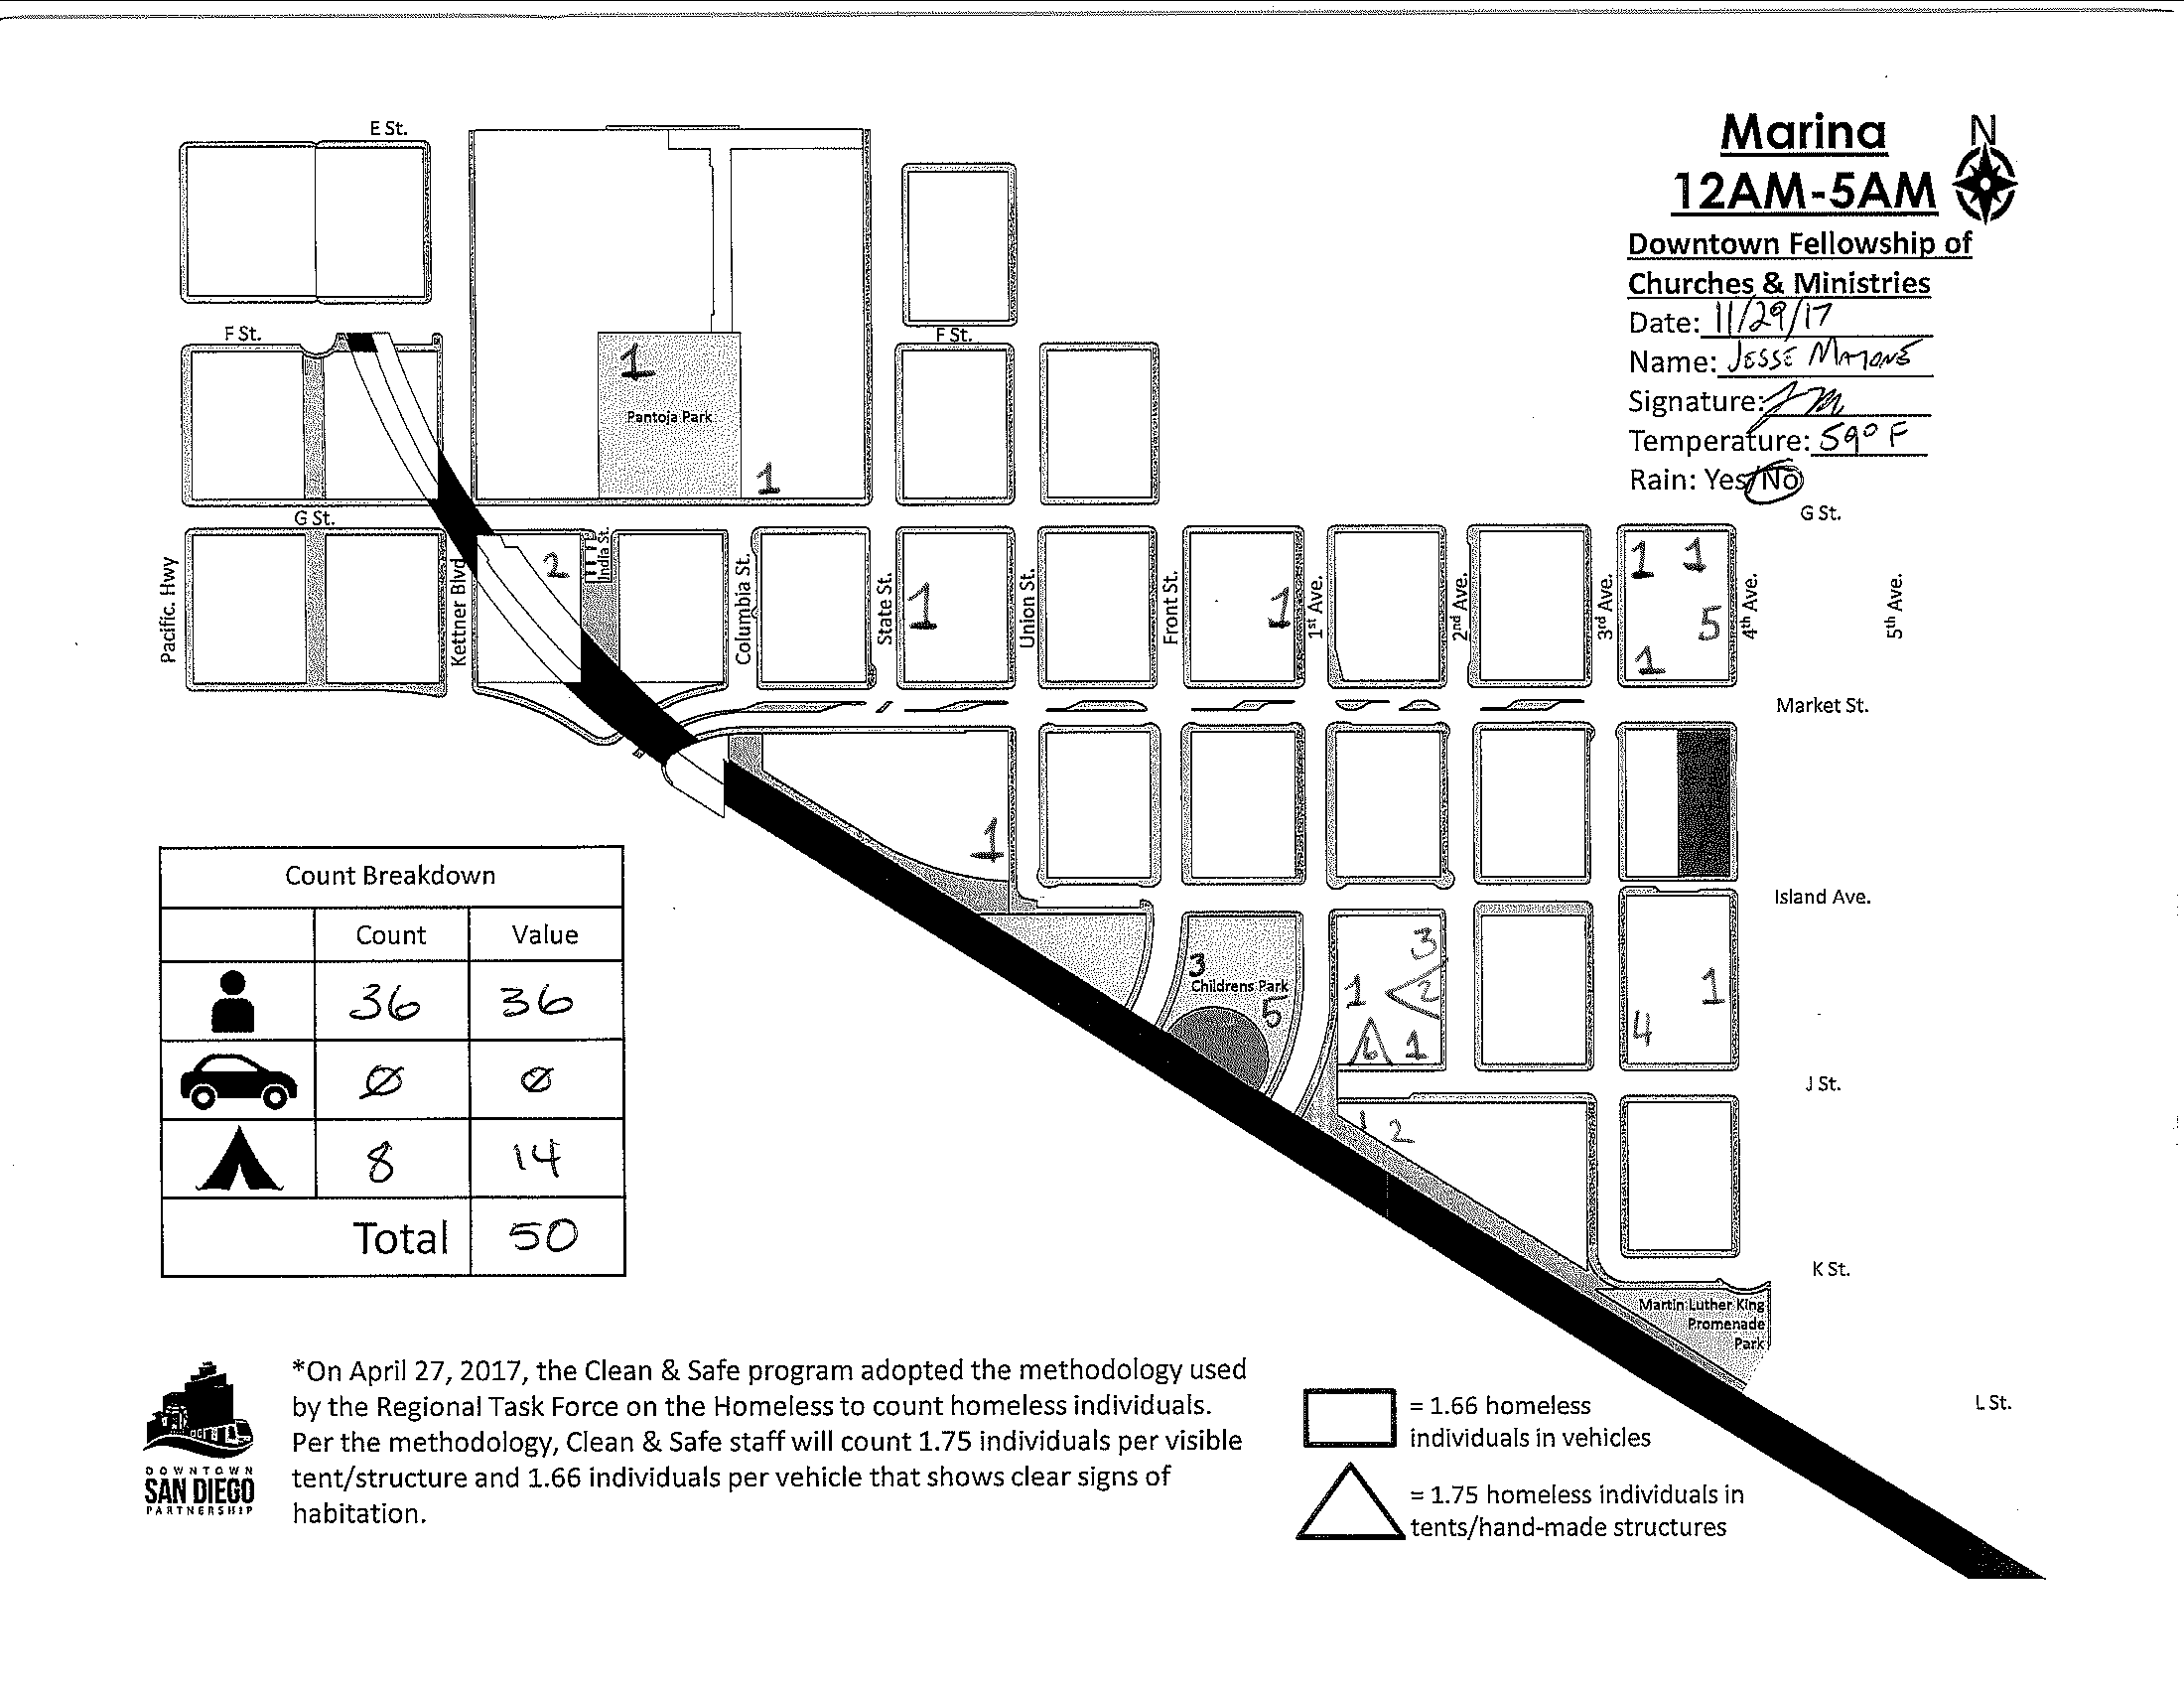 Marina
N
12AM-5AM
Downtown Fellowship of
Churches & Ministries
Date: 11/29/17
Name: JESSE MALONE
Signature: JM
Temperature: 59° F
Rain: Yes/No
E St.
F St.
F St.
1
Pantoja Park
1
G St.
G St.
Pacific. Hwy
Kettner Blvd
2
India St.
Columbia St.
State St.
1
Union St.
Front St.
1
1st Ave.
2nd Ave.
3rd Ave.
1 1
5
1
4th Ave.
5th Ave.
Market St.
1
Island Ave.
3
Childrens Park
5
3
1 2
6 1
1
4
J St.
1 2
K St.
Martin Luther King
Promenade
Park
L St.
Count Breakdown
Count Value
36 36
Ø Ø
8 14
Total 50
*On April 27, 2017, the Clean & Safe program adopted the methodology used
by the Regional Task Force on the Homeless to count homeless individuals.
Per the methodology, Clean & Safe staff will count 1.75 individuals per visible
tent/structure and 1.66 individuals per vehicle that shows clear signs of
habitation.
DOWNTOWN
SAN DIEGO
PARTNERSHIP
= 1.66 homeless
individuals in vehicles
= 1.75 homeless individuals in
tents/hand-made structures